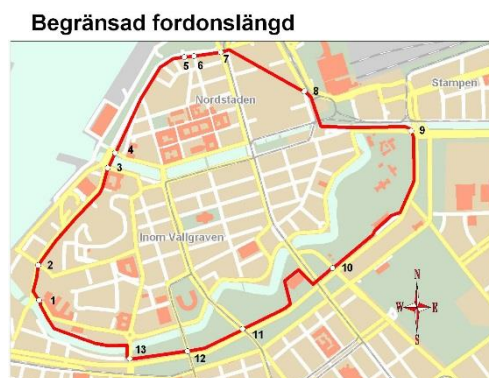 Begränsad fordonslängd
5 6 7
8
Stampen
Nordstaden
9
4
3
Inom Vallgraven
2
10
N
W E
S
1
11
13
12